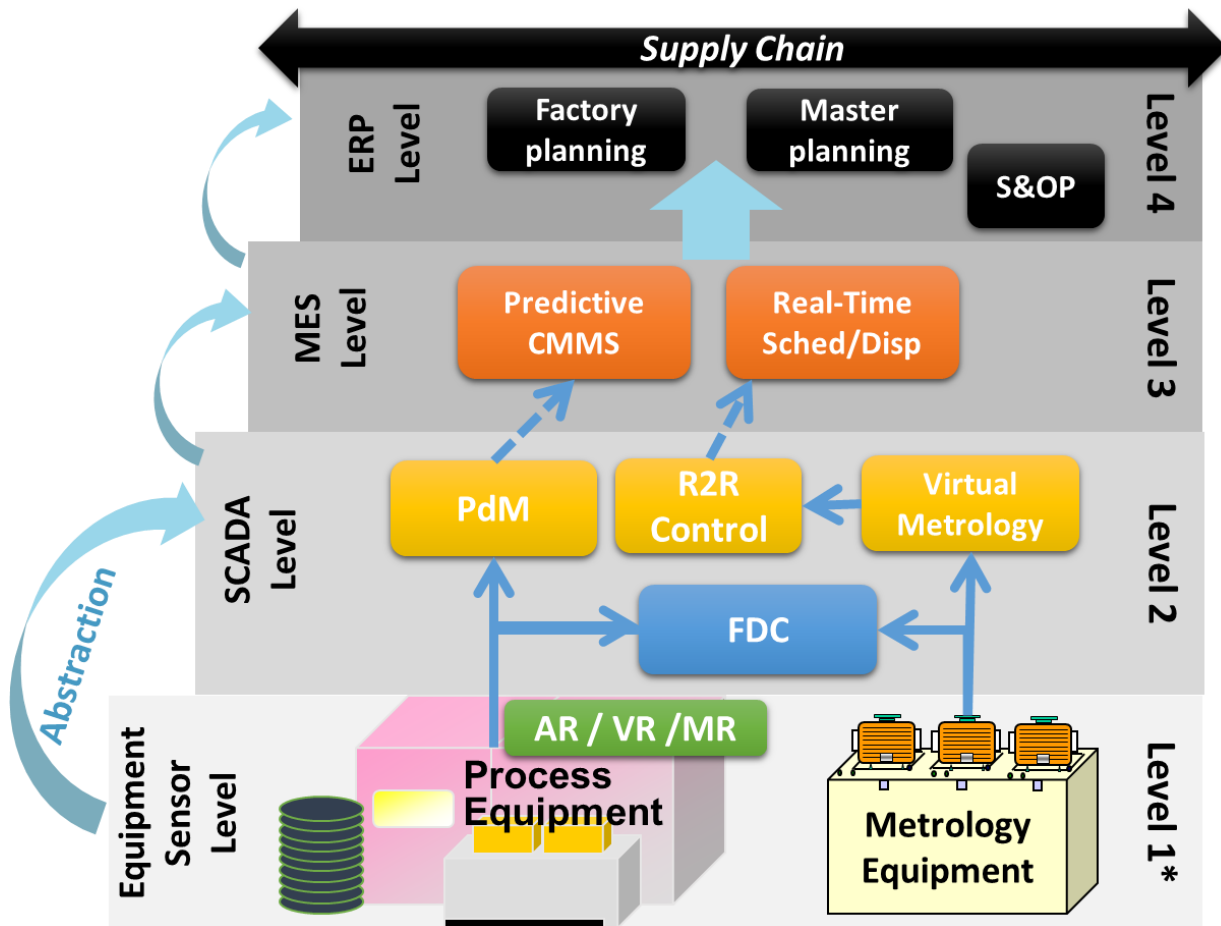 Supply Chain
ERP
Level
Factory
planning
Master
planning
S&OP
Level 4
MES
Level
Predictive
CMMS
Real-Time
Sched/Disp
Level 3
SCADA
Level
PdM
R2R
Control
Virtual
Metrology
FDC
Level 2
Abstraction
Equipment
Sensor
Level
AR / VR /MR
Process
Equipment
Metrology
Equipment
Level 1*